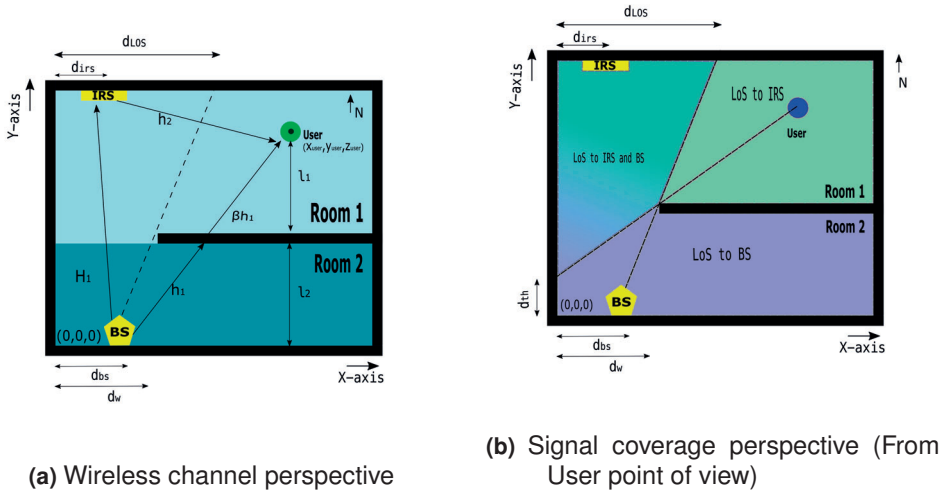 dLOS
dirs
Y-axis
IRS
N
h2
User
(xuser,yuser,zuser)
l1
Room 1
βh1
Room 2
H1
h1
l2
(0,0,0)
BS
dbs
X-axis
dw
(a) Wireless channel perspective
dLOS
dirs
Y-axis
IRS
N
LoS to IRS
User
LoS to IRS and BS
Room 1
Room 2
LoS to BS
dth
(0,0,0)
BS
dbs
X-axis
dw
(b) Signal coverage perspective (From
User point of view)